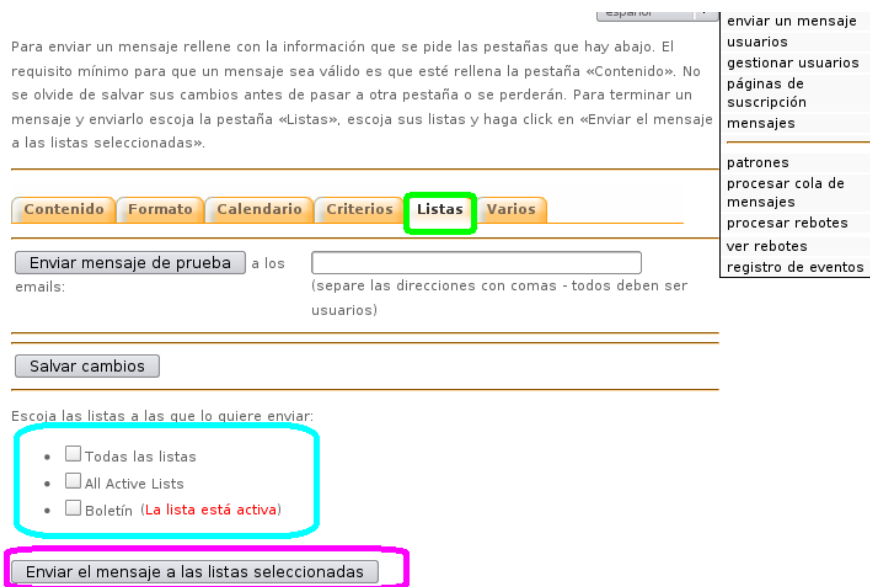 español
Para enviar un mensaje rellene con la información que se pide las pestañas que hay abajo. El
requisito mínimo para que un mensaje sea válido es que esté rellena la pestaña «Contenido». No
se olvide de salvar sus cambios antes de pasar a otra pestaña o se perderán. Para terminar un
mensaje y enviarlo escoja la pestaña «Listas», escoja sus listas y haga click en «Enviar el mensaje
a las listas seleccionadas».
Contenido Formato Calendario Criterios Listas Varios
Enviar mensaje de prueba a los
emails:
(separe las direcciones con comas - todos deben ser
usuarios)
Salvar cambios
Escoja las listas a las que lo quiere enviar:
Todas las listas
All Active Lists
Boletín (La lista está activa)
Enviar el mensaje a las listas seleccionadas
enviar un mensaje
usuarios
gestionar usuarios
páginas de
suscripción
mensajes
patrones
procesar cola de
mensajes
procesar rebotes
ver rebotes
registro de eventos